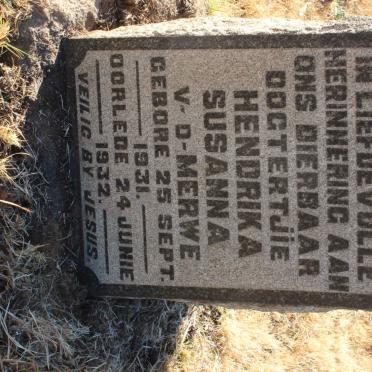 IN LIEFDEVOLLE
HERINNERING AAN
ONS DIERBAAR
DOGTERTJIE
HENDRIKA
SUSANNA
V-D-MERWE
GEBORE 25 SEPT.
1931.
OORLEDE 24 JUNIE
1932.
VEILIG BY JESUS